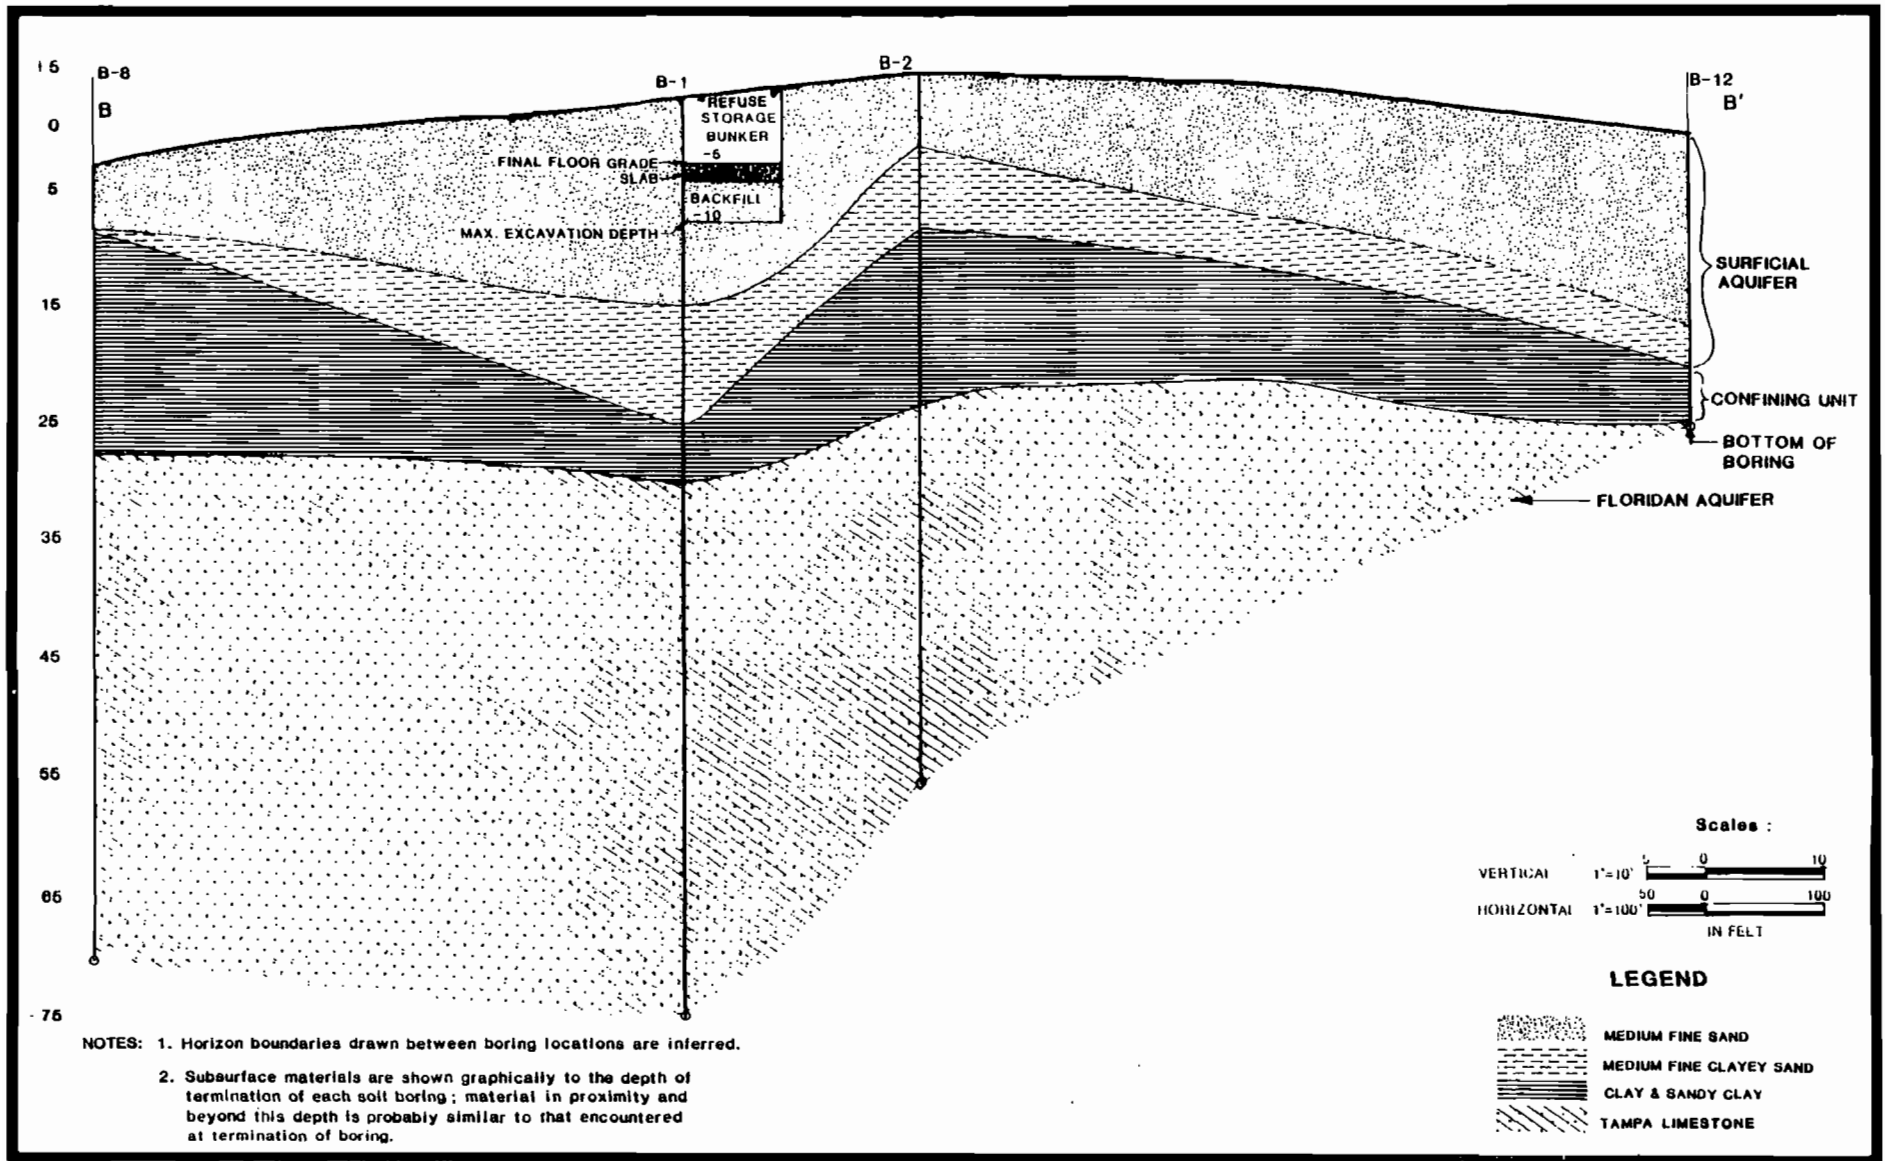 +5
0
5
15
25
35
45
55
65
- 75
B-8
B
B-1
B-2
B-12
B'
REFUSE
STORAGE
BUNKER
-5
FINAL FLOOR GRADE
SLAB
BACKFILL
-10
MAX. EXCAVATION DEPTH
SURFICIAL
AQUIFER
CONFINING UNIT
BOTTOM OF
BORING
FLORIDAN AQUIFER
Scales :
5 0 10
VERTICAL 1"=10'
50 0 100
HORIZONTAL 1"=100'
IN FEET
LEGEND
MEDIUM FINE SAND
MEDIUM FINE CLAYEY SAND
CLAY & SANDY CLAY
TAMPA LIMESTONE
NOTES: 1. Horizon boundaries drawn between boring locations are inferred.
2. Subsurface materials are shown graphically to the depth of
termination of each soil boring ; material in proximity and
beyond this depth is probably similar to that encountered
at termination of boring.